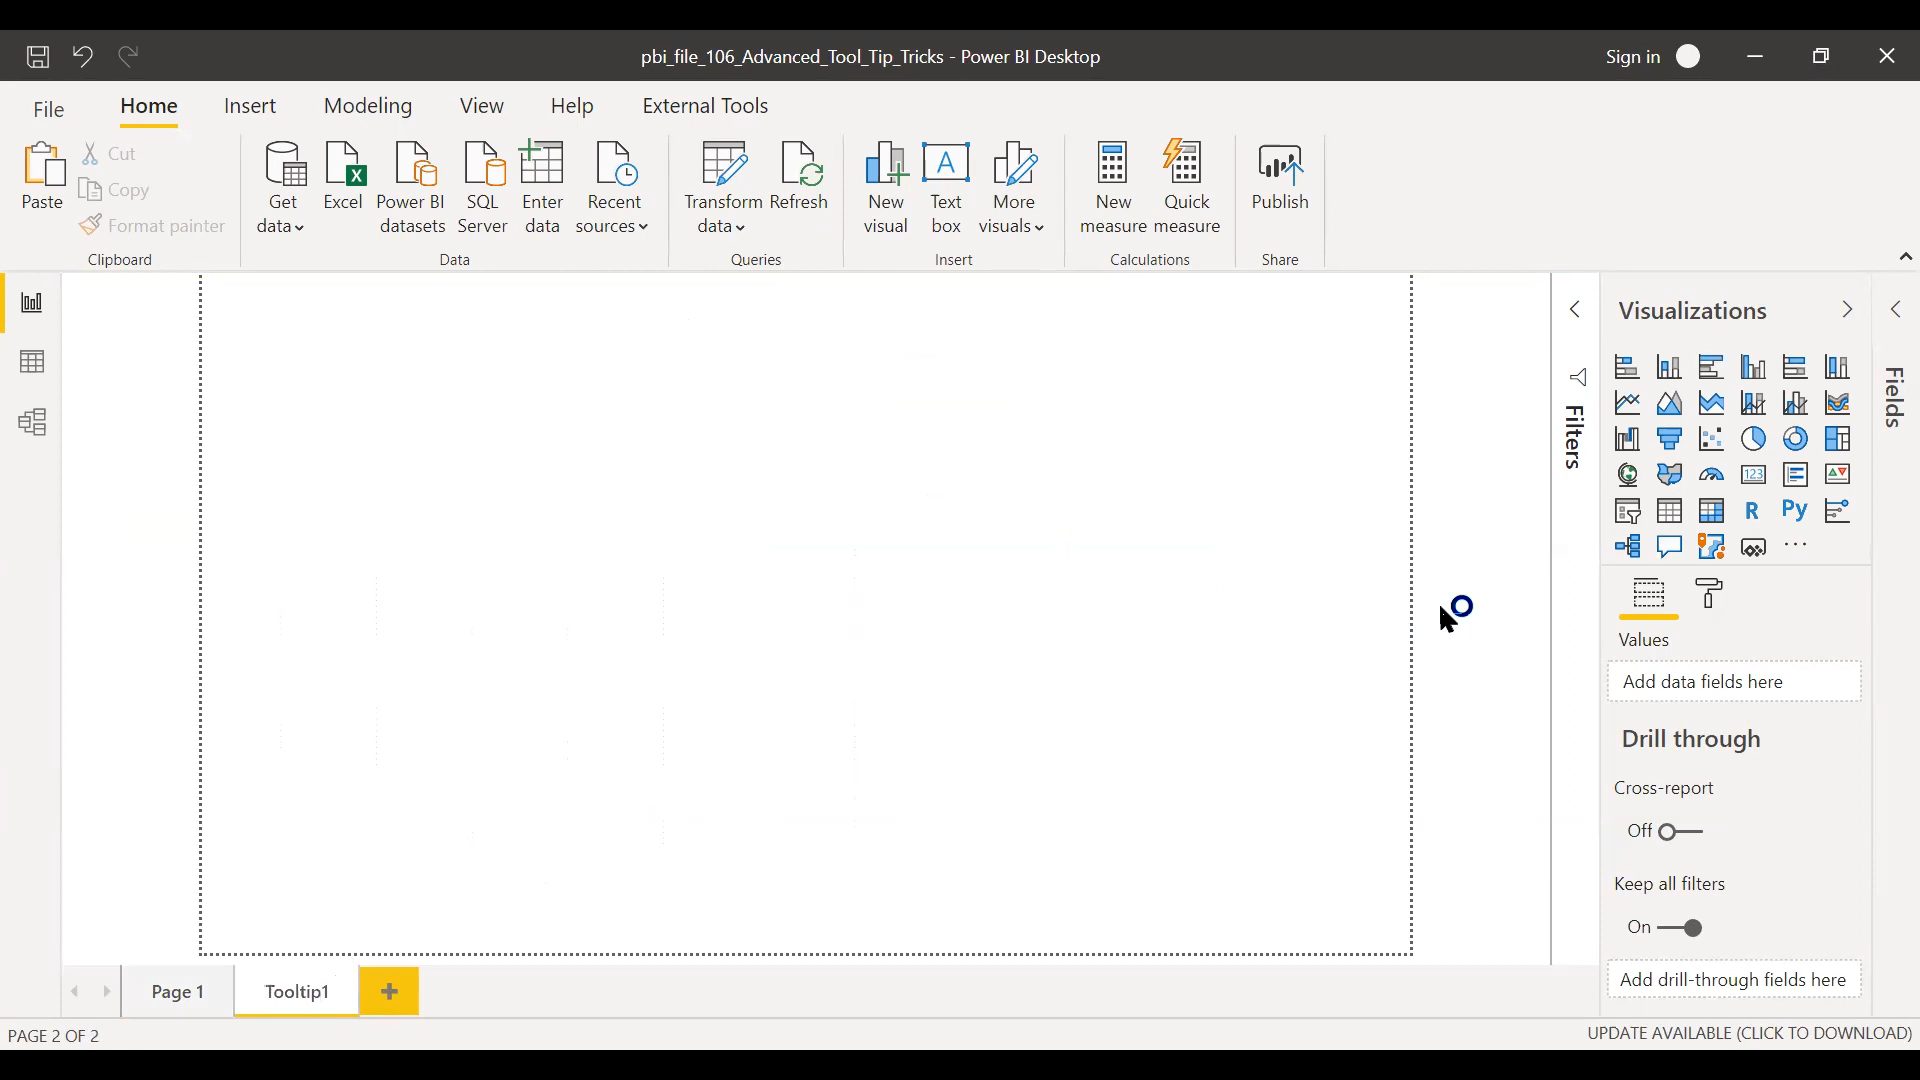 pbi_file_106_Advanced_Tool_Tip_Tricks - Power BI Desktop
Sign in
File
Home
Insert
Modeling
View
Help
External Tools
Paste
Cut
Copy
Format painter
Clipboard
Get data
Excel
Power BI datasets
SQL Server
Enter data
Recent sources
Data
Transform data
Refresh
Queries
New visual
Text box
More visuals
Insert
New measure
Quick measure
Calculations
Publish
Share
Filters
Visualizations
Fields
123
R
Py
Values
Add data fields here
Drill through
Cross-report
Off
Keep all filters
On
Add drill-through fields here
Page 1
Tooltip1
PAGE 2 OF 2
UPDATE AVAILABLE (CLICK TO DOWNLOAD)